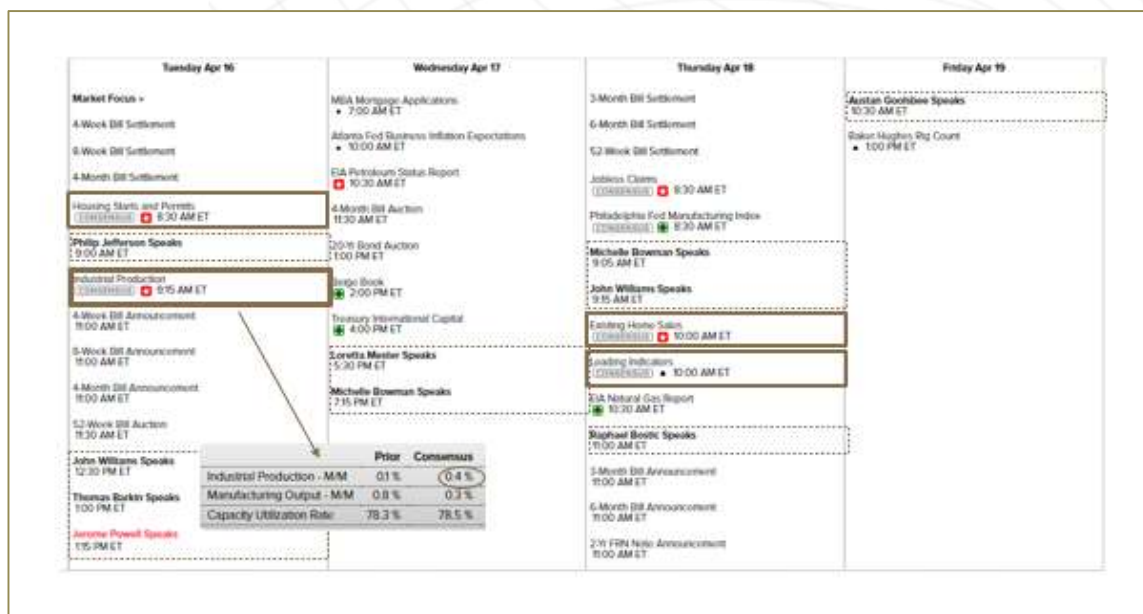 Tuesday Apr 16
Market Focus »
4-Week Bill Settlement
8-Week Bill Settlement
4-Month Bill Settlement
Housing Starts and Permits
CONSENSUS 8:30 AM ET
Philip Jefferson Speaks
9:00 AM ET
Industrial Production
CONSENSUS 9:15 AM ET
4-Week Bill Announcement
11:00 AM ET
8-Week Bill Announcement
11:00 AM ET
4-Month Bill Announcement
11:00 AM ET
52-Week Bill Auction
11:30 AM ET
John Williams Speaks
12:30 PM ET
Thomas Barkin Speaks
1:00 PM ET
Jerome Powell Speaks
1:15 PM ET
Prior Consensus
Industrial Production - M/M 0.1 % 0.4 %
Manufacturing Output - M/M 0.8 % 0.3 %
Capacity Utilization Rate 78.3 % 78.5 %
Wednesday Apr 17
MBA Mortgage Applications
7:00 AM ET
Atlanta Fed Business Inflation Expectations
10:00 AM ET
EIA Petroleum Status Report
10:30 AM ET
4-Month Bill Auction
11:30 AM ET
20-Yr Bond Auction
1:00 PM ET
Beige Book
2:00 PM ET
Treasury International Capital
4:00 PM ET
Loretta Mester Speaks
5:30 PM ET
Michelle Bowman Speaks
7:15 PM ET
Thursday Apr 18
3-Month Bill Settlement
6-Month Bill Settlement
52-Week Bill Settlement
Jobless Claims
CONSENSUS 8:30 AM ET
Philadelphia Fed Manufacturing Index
CONSENSUS 8:30 AM ET
Michelle Bowman Speaks
9:05 AM ET
John Williams Speaks
9:15 AM ET
Existing Home Sales
CONSENSUS 10:00 AM ET
Leading Indicators
CONSENSUS 10:00 AM ET
EIA Natural Gas Report
10:30 AM ET
Raphael Bostic Speaks
11:00 AM ET
3-Month Bill Announcement
11:00 AM ET
6-Month Bill Announcement
11:00 AM ET
2-Yr FRN Note Announcement
11:00 AM ET
Friday Apr 19
Austan Goolsbee Speaks
10:30 AM ET
Baker Hughes Rig Count
1:00 PM ET